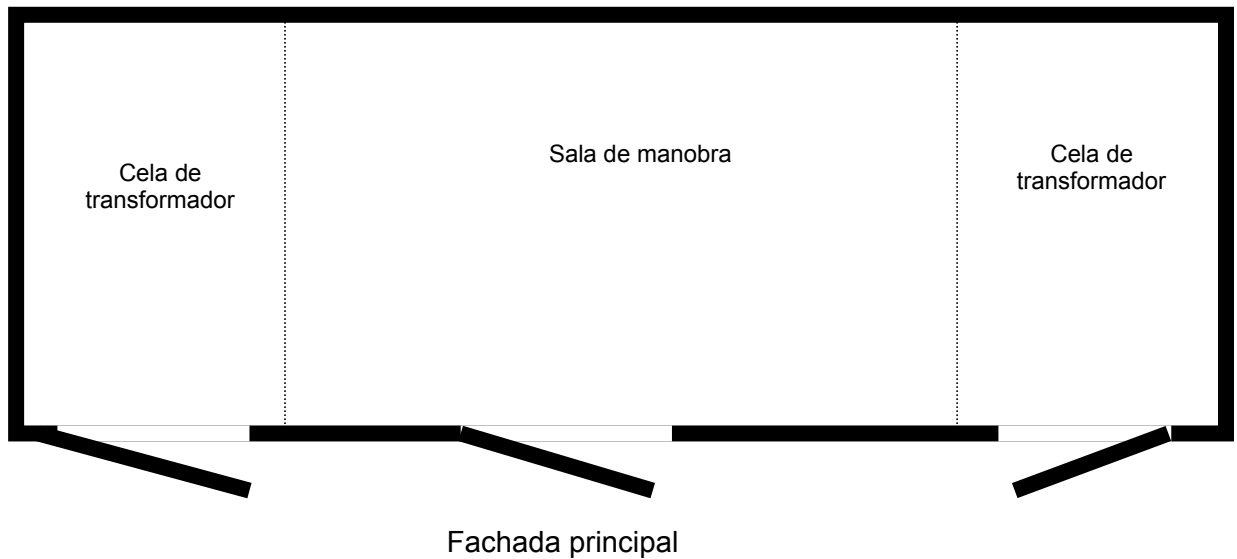 Cela de
transformador
Sala de manobra
Cela de
transformador
Fachada principal